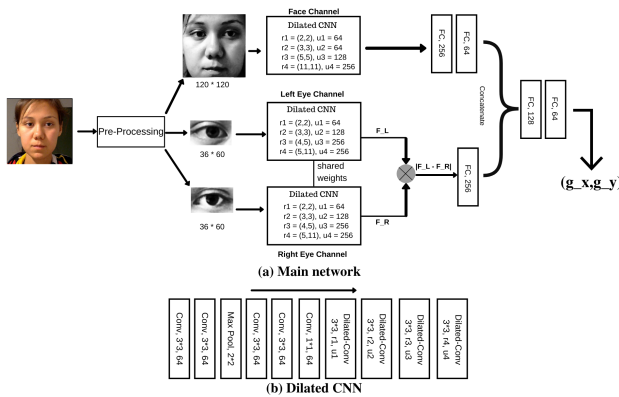 Face Channel
Dilated CNN
r1 = (2,2), u1 = 64
r2 = (3,3), u2 = 64
r3 = (5,5), u3 = 128
r4 = (11,11), u4 = 256
120 * 120
FC, 256
FC, 64
Left Eye Channel
Dilated CNN
r1 = (2,2), u1 = 64
r2 = (3,3), u2 = 128
r3 = (4,5), u3 = 256
r4 = (5,11), u4 = 256
Pre-Processing
36 * 60
F_L
shared
weights
|F_L - F_R|
FC, 256
Concatenate
FC, 128
FC, 64
(g_x,g_y)
Dilated CNN
r1 = (2,2), u1 = 64
r2 = (3,3), u2 = 128
r3 = (4,5), u3 = 256
r4 = (5,11), u4 = 256
36 * 60
F_R
Right Eye Channel
(a) Main network
Conv, 3*3, 64
Conv, 3*3, 64
Max Pool, 2*2
Conv, 3*3, 64
Conv, 3*3, 64
Conv, 1*1, 64
Dilated-Conv
3*3, r1, u1
Dilated-Conv
3*3, r2, u2
Dilated-Conv
3*3, r3, u3
Dilated-Conv
3*3, r4, u4
(b) Dilated CNN